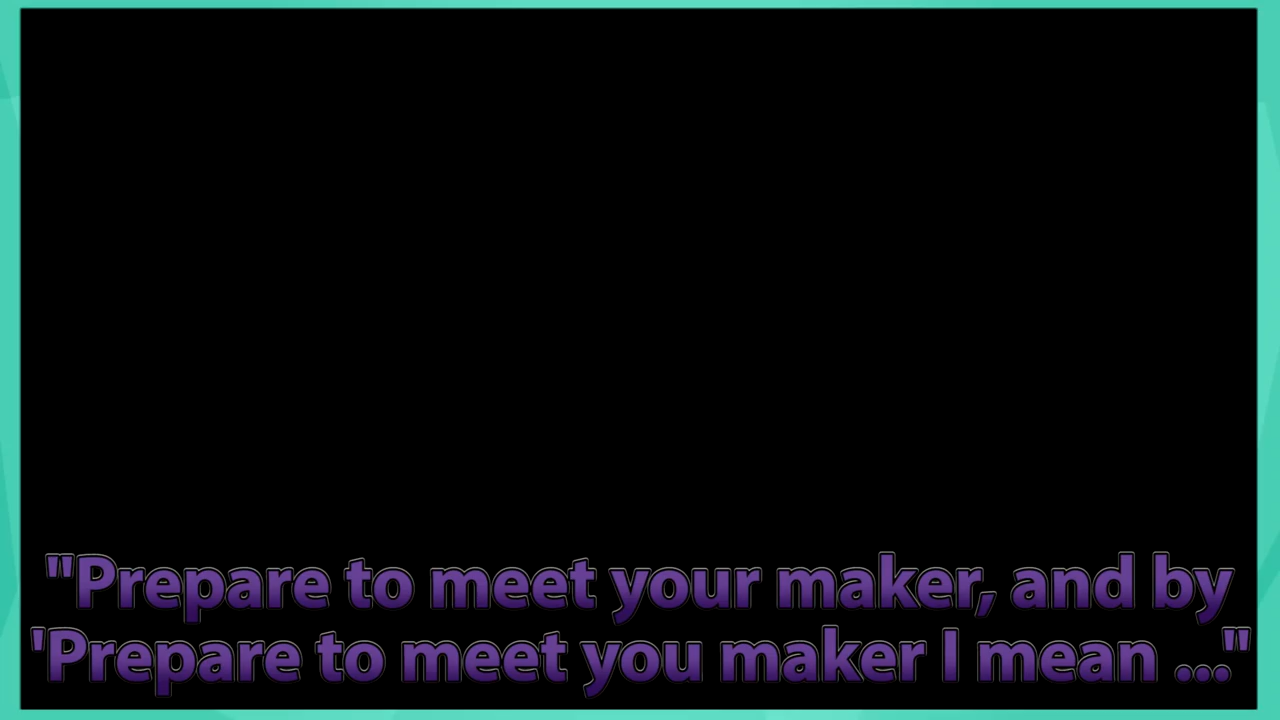 "Prepare to meet your maker, and by
'Prepare to meet you maker I mean ..."